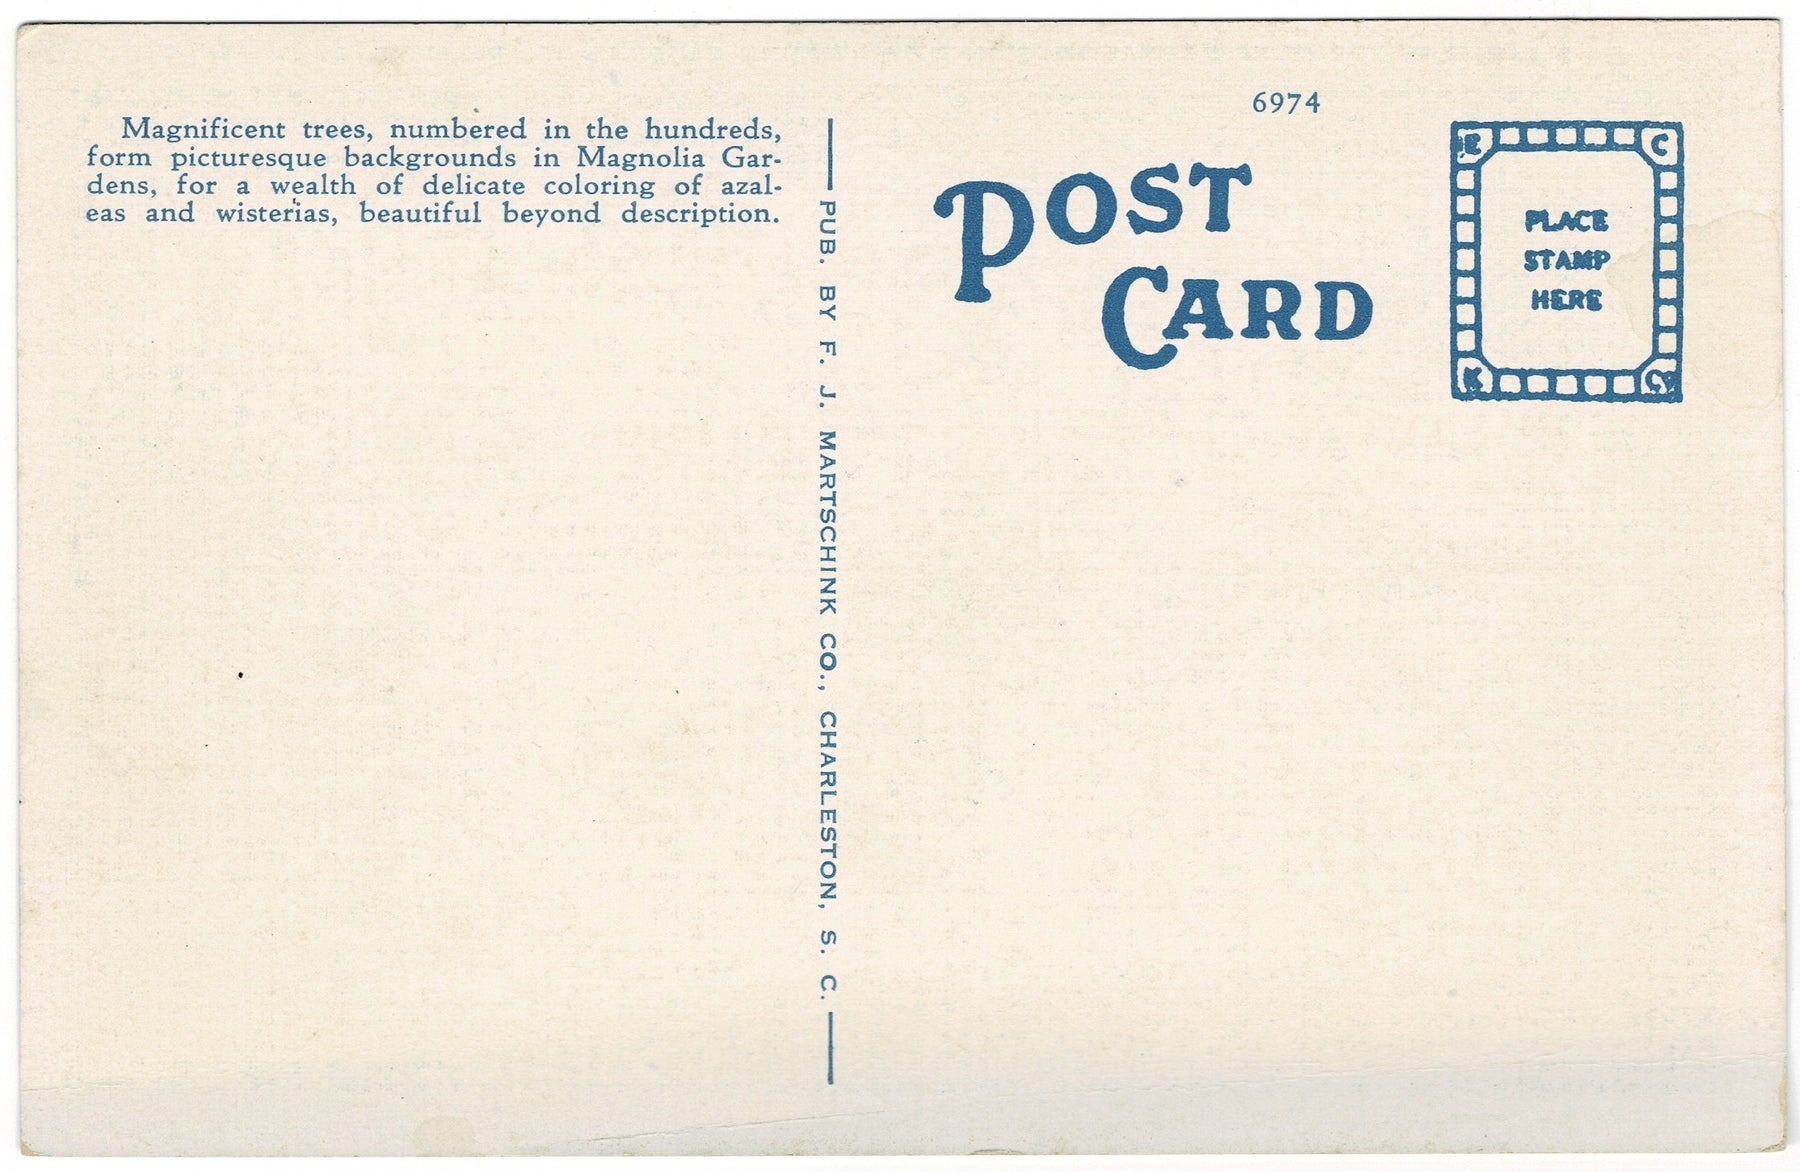 Magnificent trees, numbered in the hundreds,
form picturesque backgrounds in Magnolia Gar-
dens, for a wealth of delicate coloring of azal-
eas and wisterias, beautiful beyond description.
PUB. BY F. J. MARTSCHINK CO., CHARLESTON, S. C.
6974
POST
CARD
E C
PLACE
STAMP
HERE
K Co